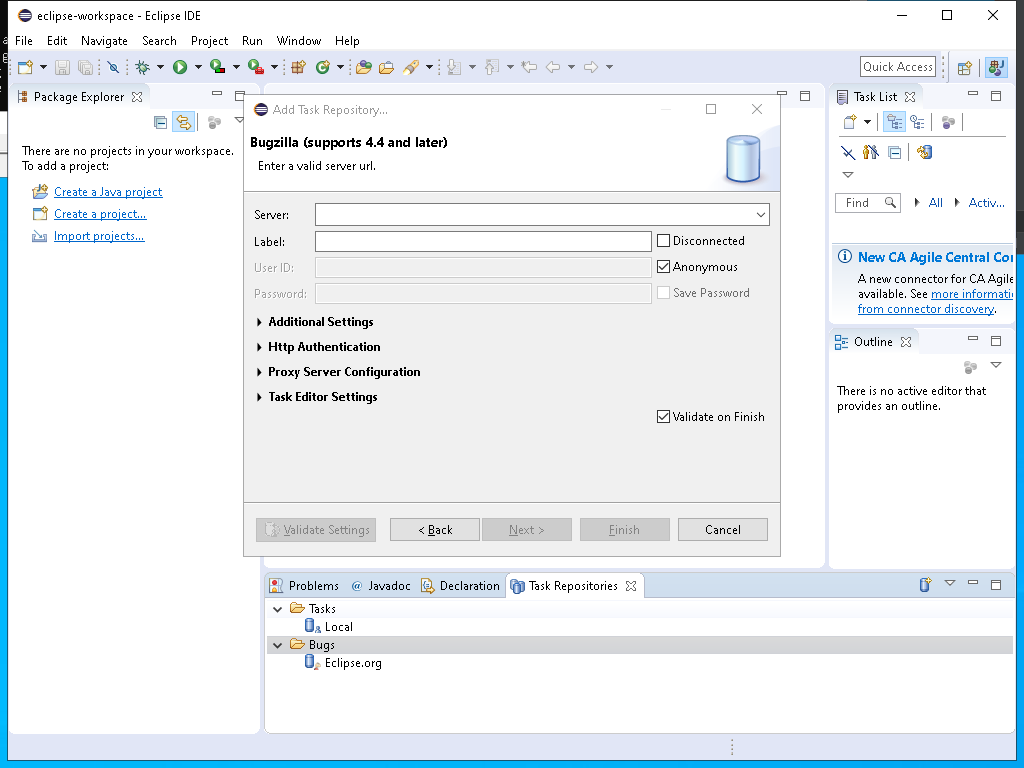 eclipse-workspace - Eclipse IDE
File Edit Navigate Search Project Run Window Help
Quick Access
Package Explorer
There are no projects in your workspace.
To add a project:
Create a Java project
Create a project...
Import projects...
Add Task Repository...
Bugzilla (supports 4.4 and later)
Enter a valid server url.
Server:
Label:
Disconnected
User ID:
Anonymous
Password:
Save Password
Additional Settings
Http Authentication
Proxy Server Configuration
Task Editor Settings
Validate on Finish
Validate Settings < Back Next > Finish Cancel
Task List
Find All Activ...
New CA Agile Central Co
A new connector for CA Agile
available. See more informati
from connector discovery.
Outline
There is no active editor that
provides an outline.
Problems @ Javadoc Declaration Task Repositories
Tasks
Local
Bugs
Eclipse.org